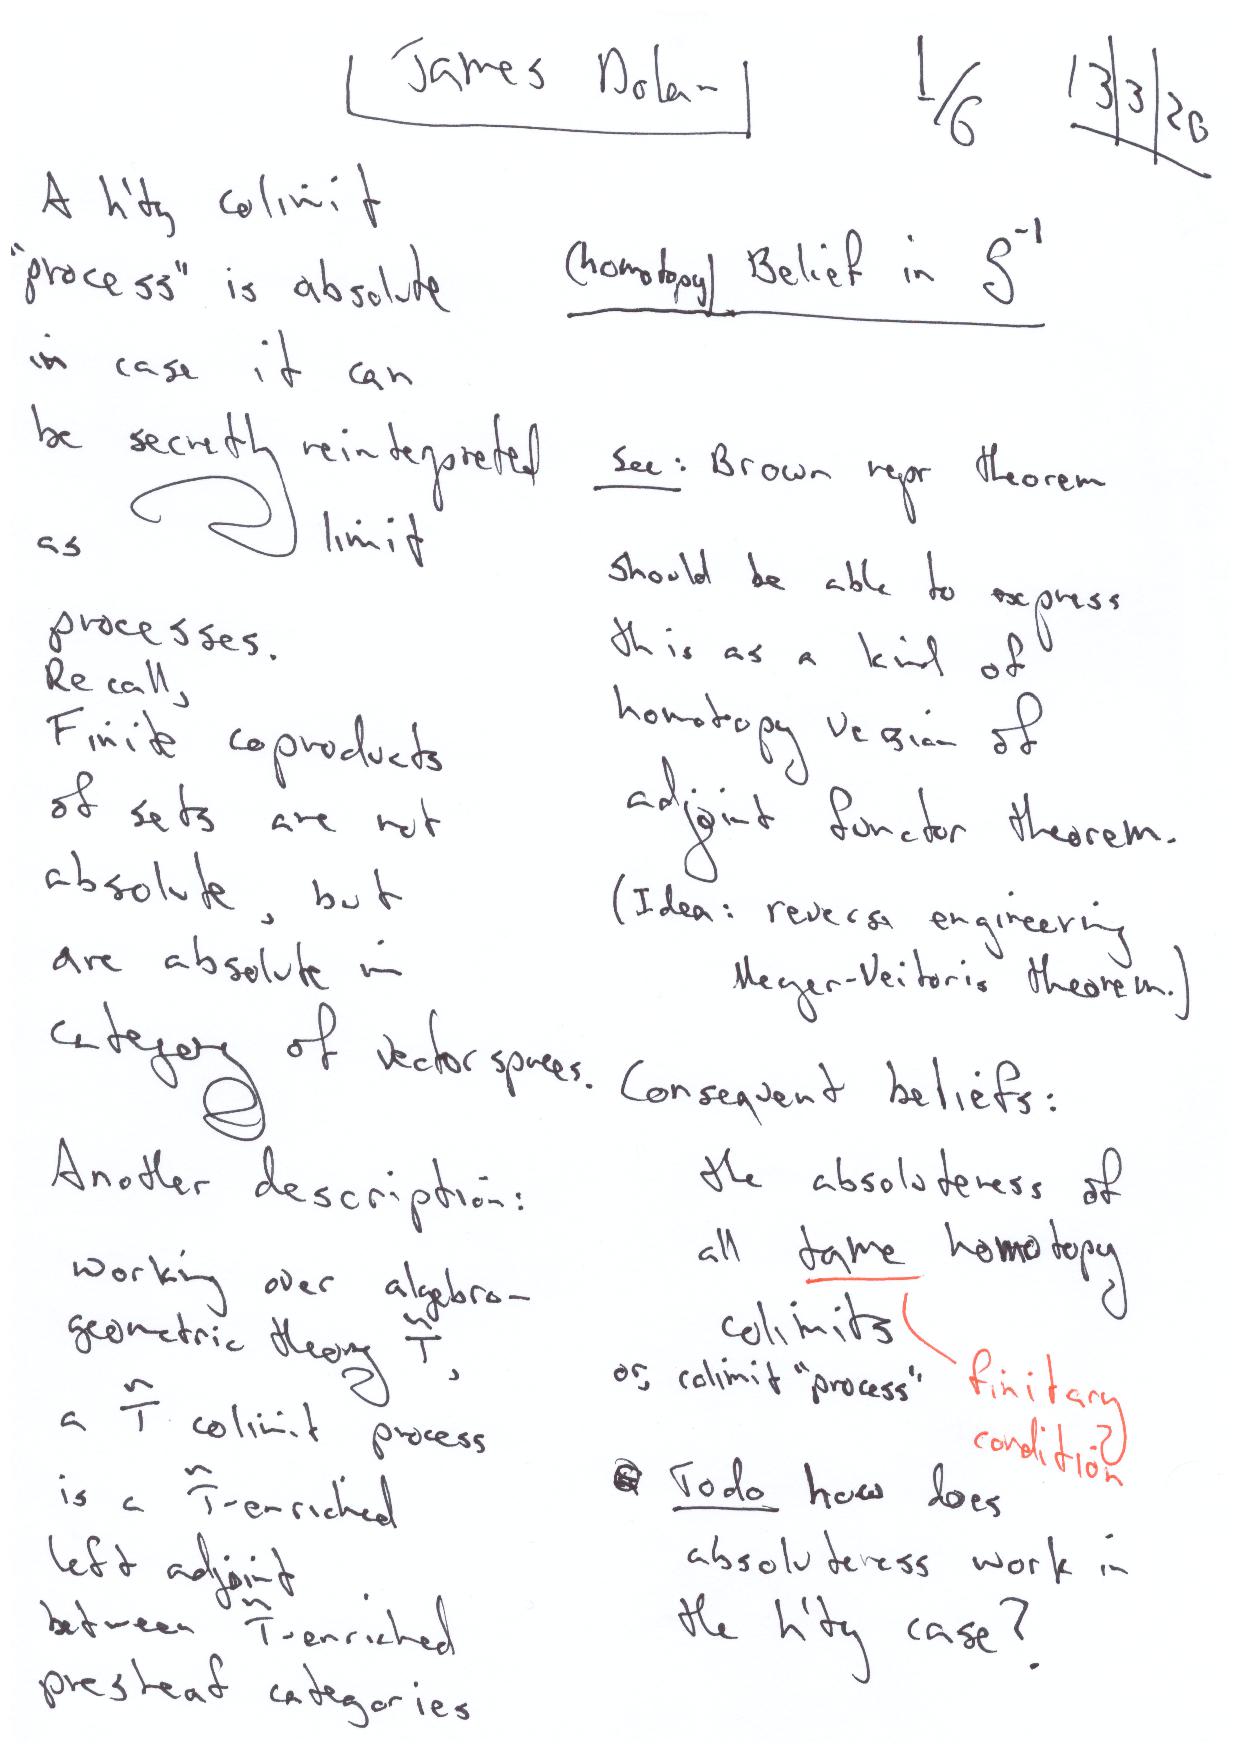 James Dolan
1/6
13/3/20
A h'ty colimit
"process" is absolute
in case it can
be secretly reinterpreted
as limit
processes.
Recall,
Finite coproducts
of sets are not
absolute, but
are absolute in
category of vector spaces.
Another description:
working over algebro-
geometric theory T̃,
a T̃ colimit process
is a T̃-enriched
left adjoint
between T̃-enriched
presheaf categories
(homotopy) Belief in S⁻¹
See: Brown repr theorem
should be able to express
this as a kind of
homotopy version of
adjoint functor theorem.
(Idea: reverse engineering
Meyer-Veitoris theorem.)
Consequent beliefs:
the absoluteness of
all tame homotopy
colimits
or, colimit "process"
finitary
condition?
Todo how does
absoluteness work in
the h'ty case?